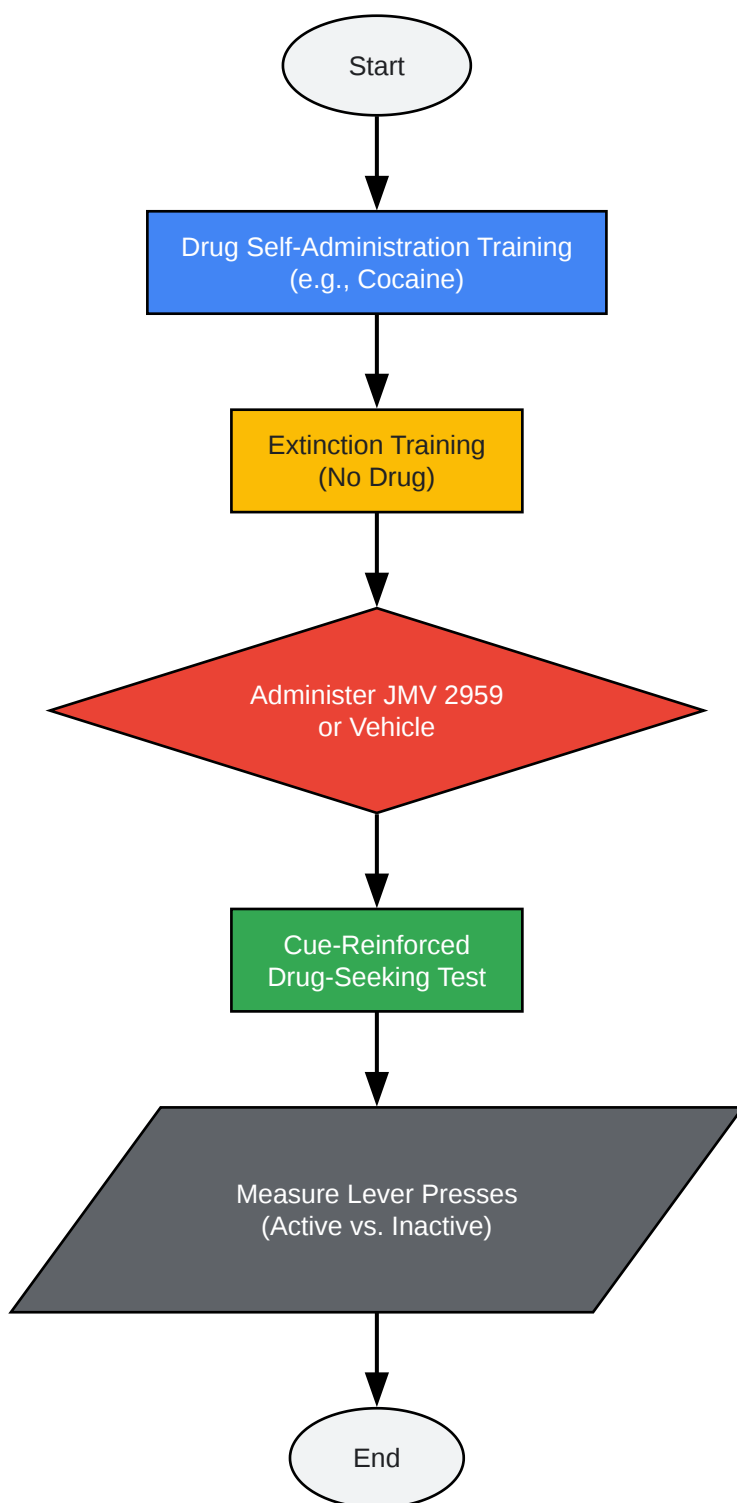 Start
Drug Self-Administration Training
(e.g., Cocaine)
Extinction Training
(No Drug)
Administer JMV 2959
or Vehicle
Cue-Reinforced
Drug-Seeking Test
Measure Lever Presses
(Active vs. Inactive)
End